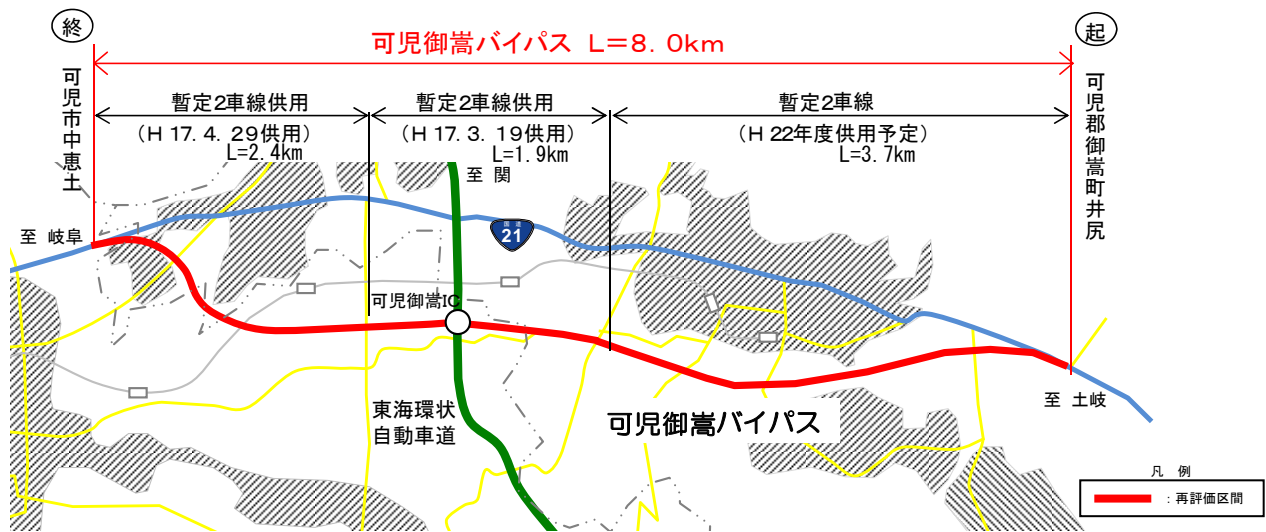 終
起
可児御嵩バイパス L=8.0km
可児市中恵土
可児郡御嵩町井尻
暫定2車線供用
(H17.4.29供用)
L=2.4km
暫定2車線供用
(H17.3.19供用)
L=1.9km
暫定2車線
(H22年度供用予定)
L=3.7km
至 関
至 岐阜
21
可児御嵩IC
東海環状
自動車道
可児御嵩バイパス
至 土岐
凡 例
：再評価区間